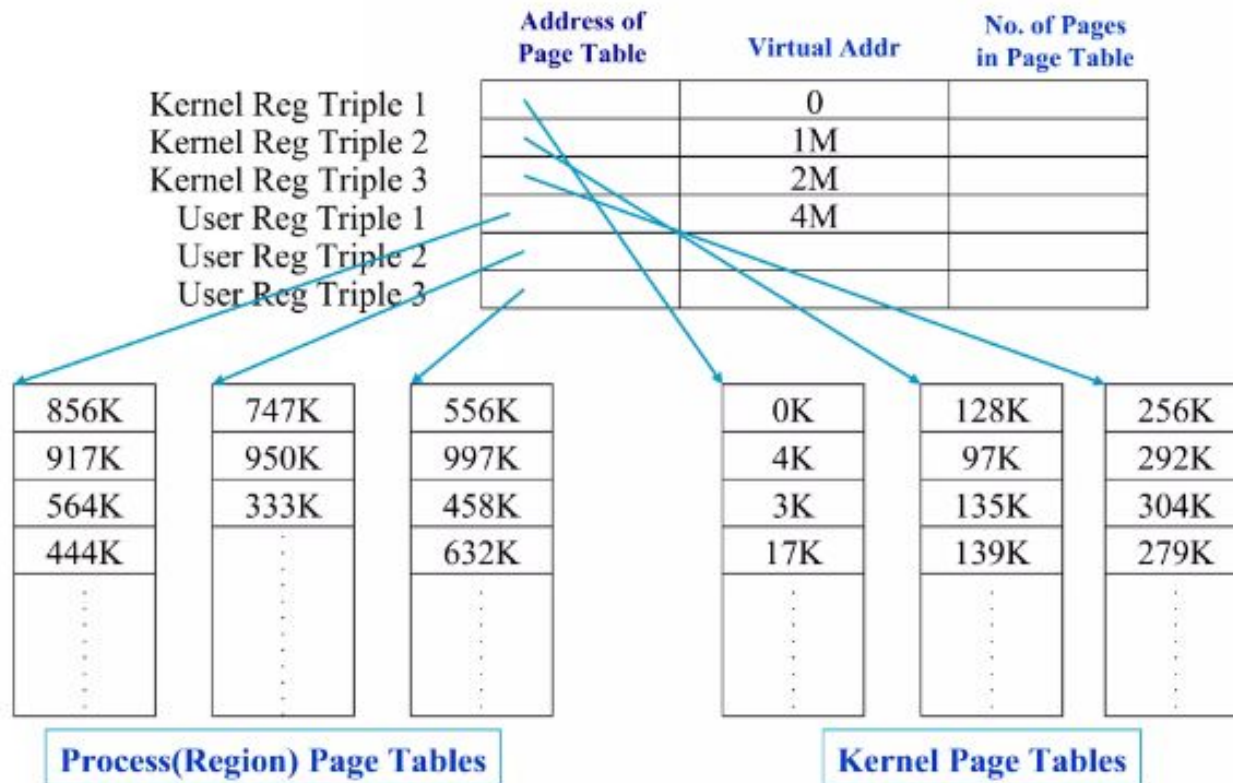 Address of
Page Table
Virtual Addr
No. of Pages
in Page Table
Kernel Reg Triple 1 0
Kernel Reg Triple 2 1M
Kernel Reg Triple 3 2M
User Reg Triple 1 4M
User Reg Triple 2
User Reg Triple 3
856K 747K 556K 0K 128K 256K
917K 950K 997K 4K 97K 292K
564K 333K 458K 3K 135K 304K
444K 632K 17K 139K 279K
Process(Region) Page Tables Kernel Page Tables